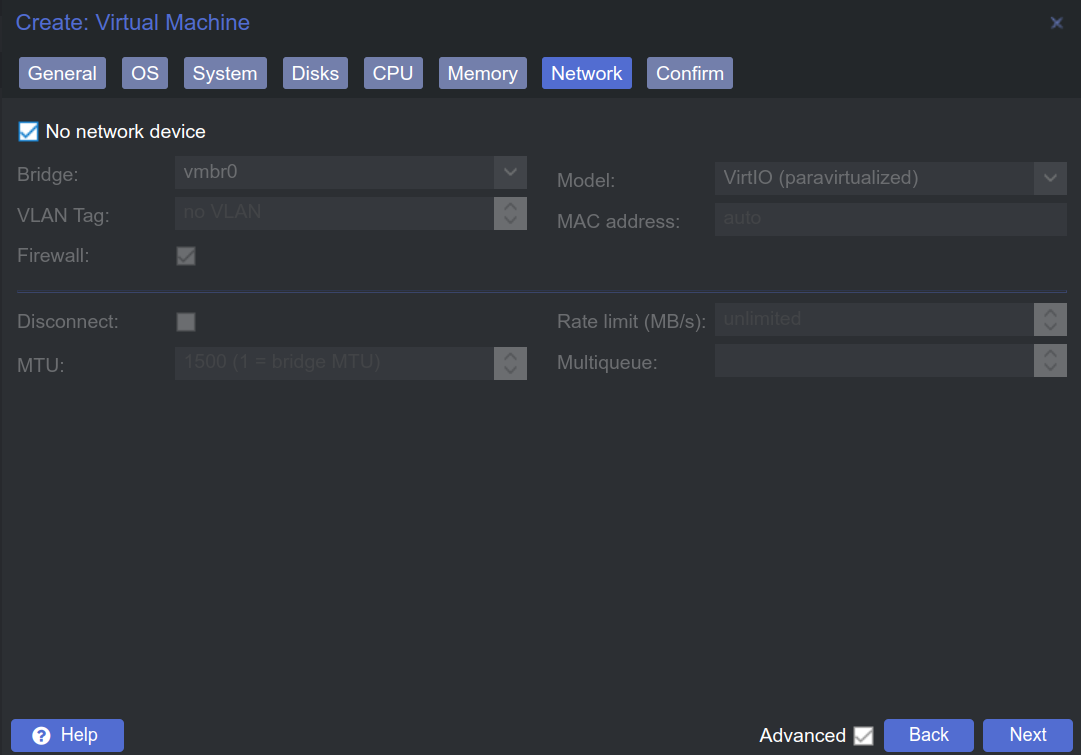 Create: Virtual Machine
General OS System Disks CPU Memory Network Confirm
No network device
Bridge: vmbr0 Model: VirtIO (paravirtualized)
VLAN Tag: no VLAN MAC address: auto
Firewall:
Disconnect: Rate limit (MB/s): unlimited
MTU: 1500 (1 = bridge MTU) Multiqueue:
? Help Advanced Back Next